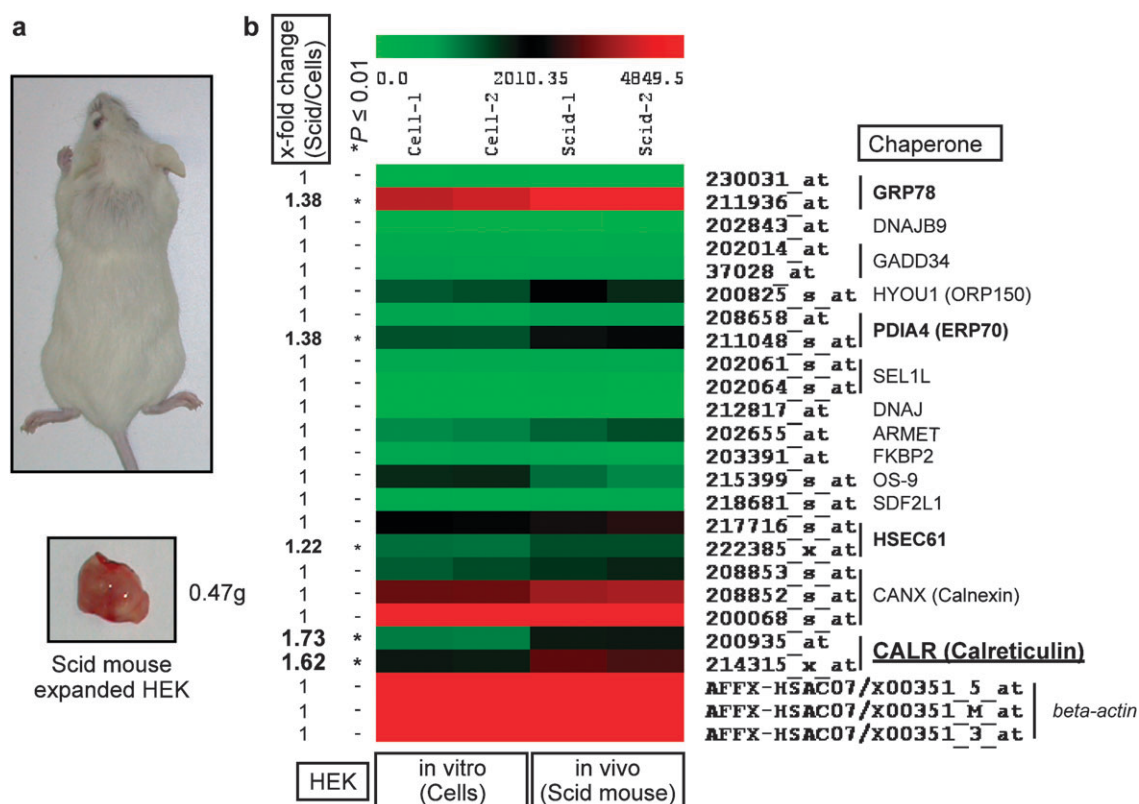 a
b
x-fold change
(Scid/Cells)
*P ≤ 0.01
0.0 2010.35 4849.5
Cell-1 Cell-2 Scid-1 Scid-2
Chaperone
1 - 230031_at
1.38 * 211936_at GRP78
1 - 202843_at DNAJB9
1 - 202014_at
1 - 37028_at GADD34
1 - 200825_s_at HYOU1 (ORP150)
1 - 208658_at
1.38 * 211048_s_at PDIA4 (ERP70)
1 - 202061_s_at
1 - 202064_s_at SEL1L
1 - 212817_at DNAJ
1 - 202655_at ARMET
1 - 203391_at FKBP2
1 - 215399_s_at OS-9
1 - 218681_s_at SDF2L1
1 - 217716_s_at
1.22 * 222385_x_at HSEC61
1 - 208853_s_at
1 - 208852_s_at CANX (Calnexin)
1 - 200068_s_at
1.73 * 200935_at
1.62 * 214315_x_at CALR (Calreticulin)
1 - AFFX-HSAC07/X00351_5_at
1 - AFFX-HSAC07/X00351_M_at beta-actin
1 - AFFX-HSAC07/X00351_3_at
0.47g
Scid mouse
expanded HEK
HEK
in vitro
(Cells)
in vivo
(Scid mouse)